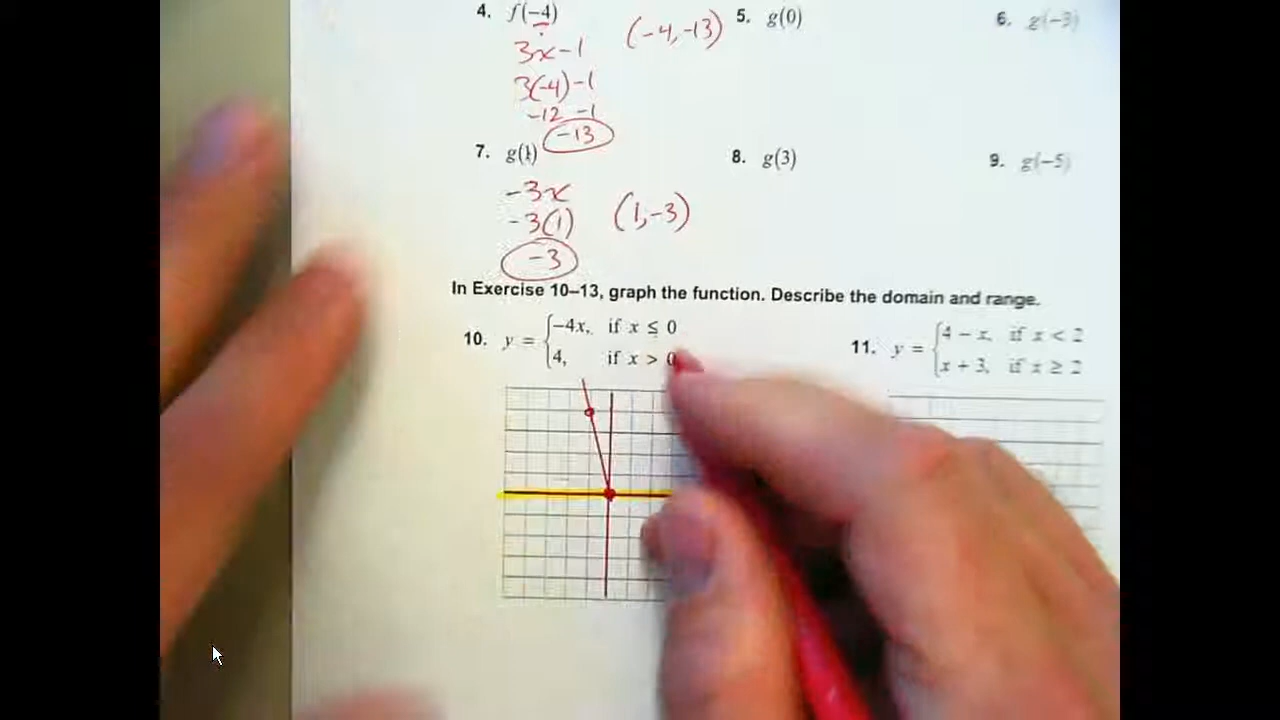 4. f(−4) (−4,−13) 5. g(0) 6. g(−3)
3x−1
3(−4)−1
−12 −1
−13
7. g(1) 8. g(3) 9. g(−5)
−3x
−3(1) (1,−3)
−3
In Exercise 10–13, graph the function. Describe the domain and range.
10. y = {−4x, if x ≤ 0
{4, if x > 0
11. y = {4 − x, if x < 2
{x + 3, if x ≥ 2